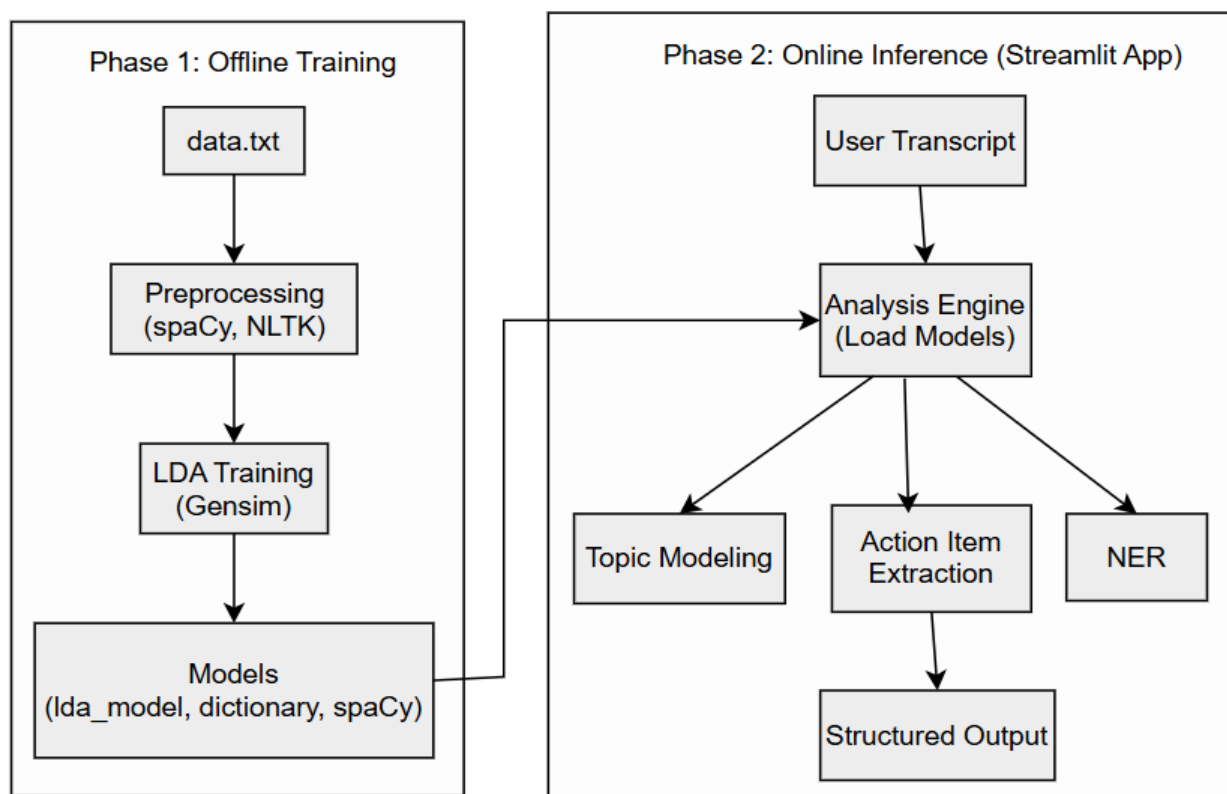 Phase 1: Offline Training
data.txt
Preprocessing
(spaCy, NLTK)
LDA Training
(Gensim)
Models
(lda_model, dictionary, spaCy)
Phase 2: Online Inference (Streamlit App)
User Transcript
Analysis Engine
(Load Models)
Topic Modeling
Action Item
Extraction
NER
Structured Output